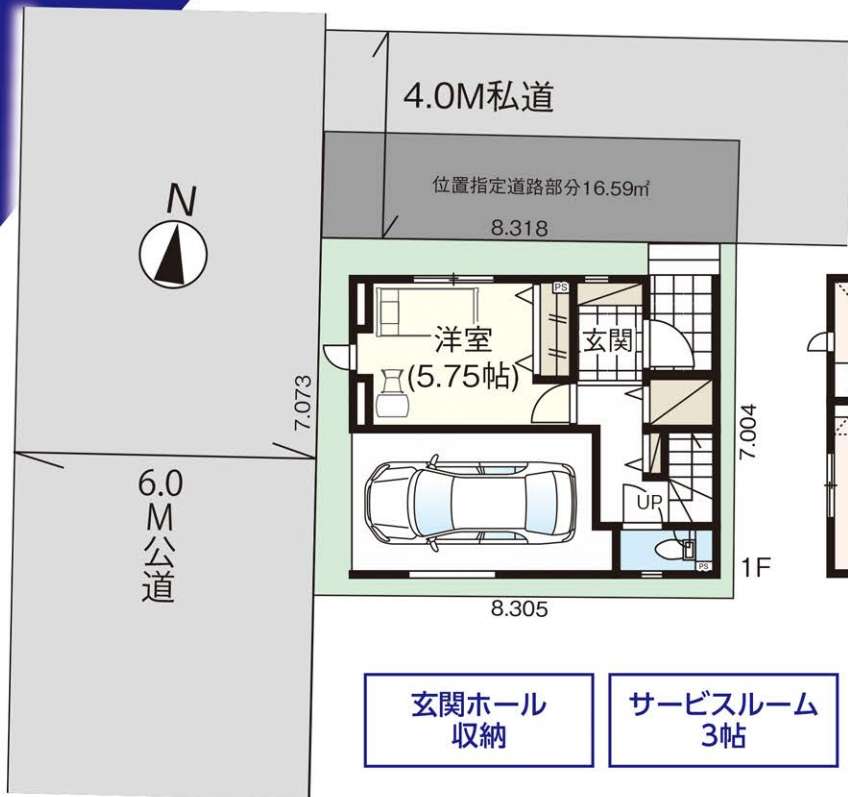 4.0M私道
位置指定道路部分16.59㎡
8.318
N
PS
洋室
(5.75帖)
玄関
7.073
7.004
6.0
M
公
道
UP
PS
1F
8.305
玄関ホール
収納
サービスルーム
3帖